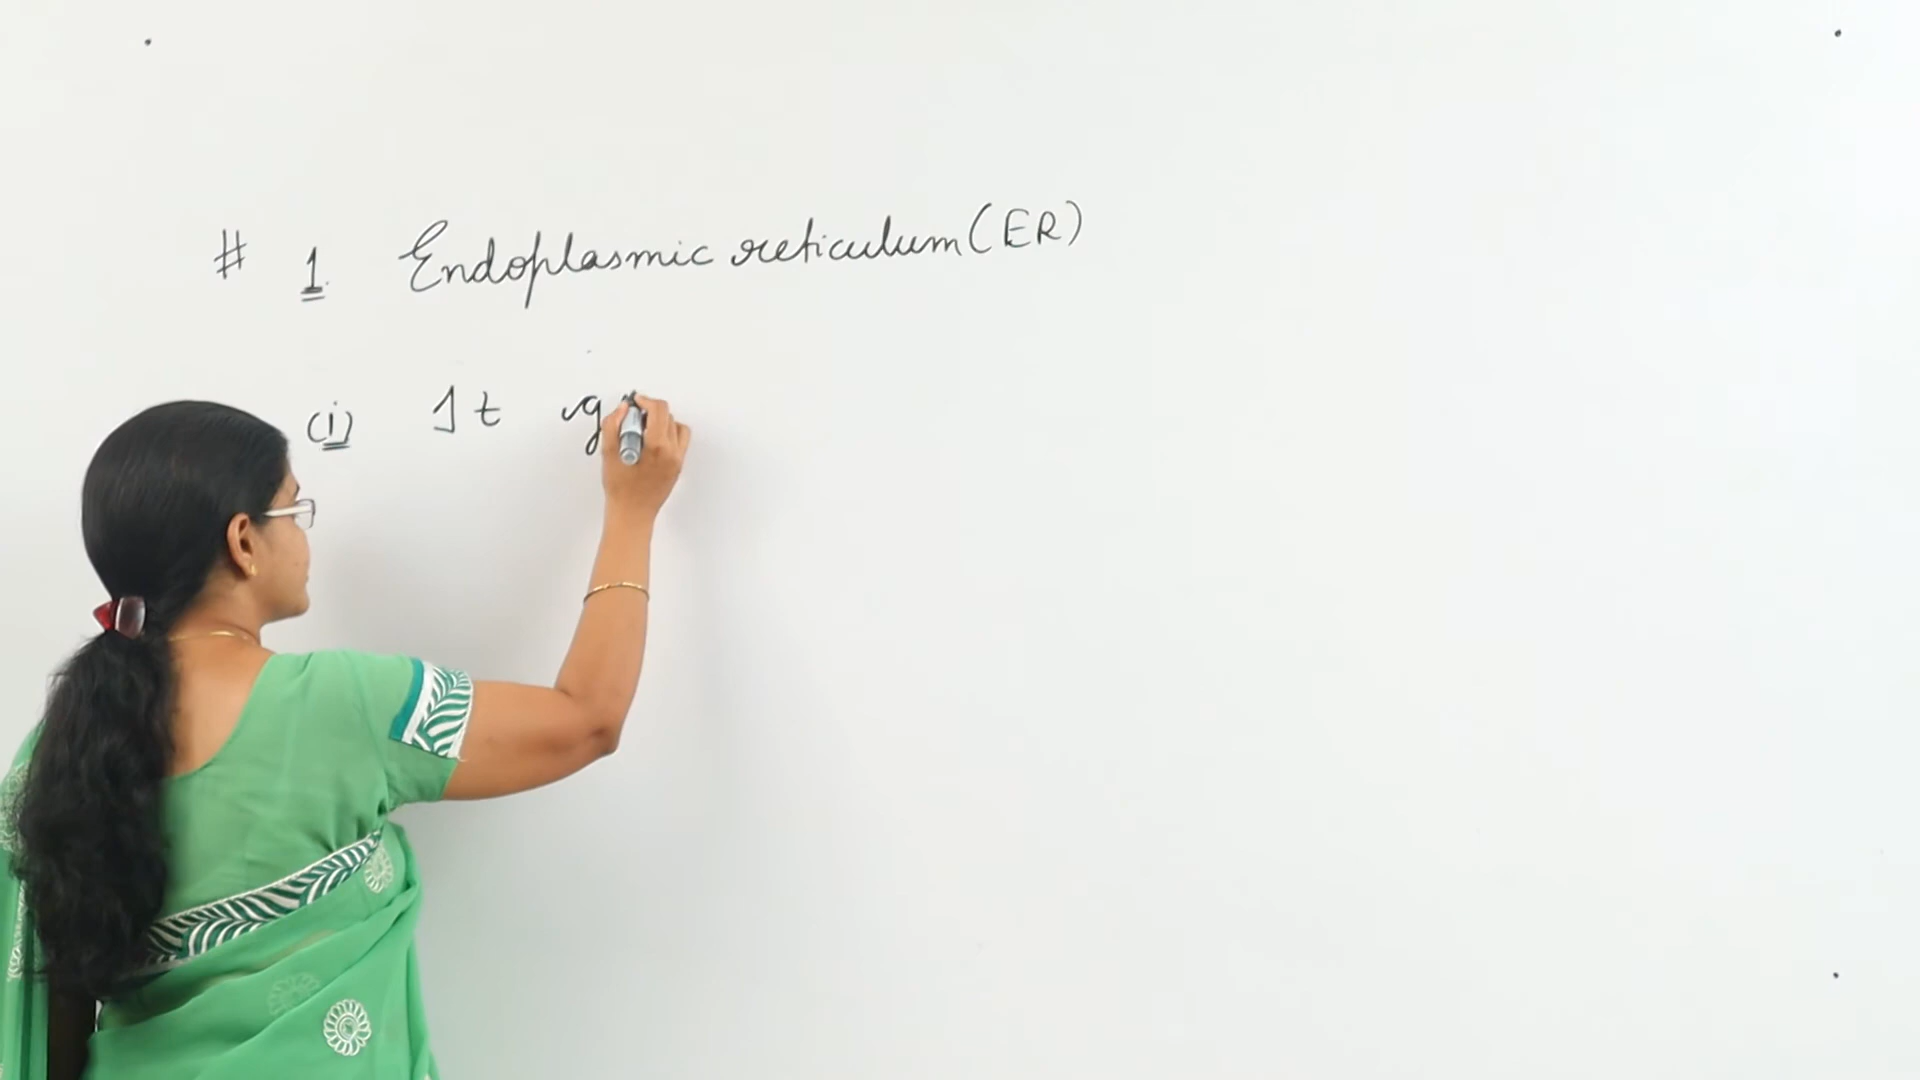 # 1 Endoplasmic reticulum (ER)
(i) It